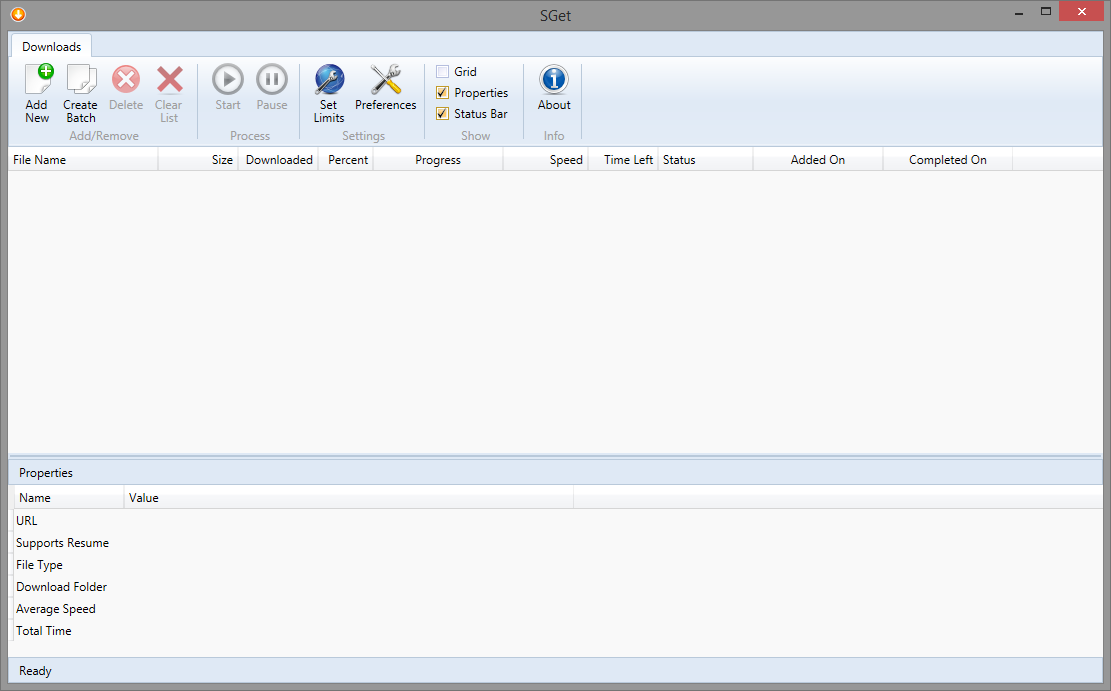 SGet
Downloads
Add New
Create Batch
Delete
Clear List
Add/Remove
Start
Pause
Process
Set Limits
Preferences
Settings
Grid
Properties
Status Bar
Show
About
Info
File Name Size Downloaded Percent Progress Speed Time Left Status Added On Completed On
Properties
Name Value
URL
Supports Resume
File Type
Download Folder
Average Speed
Total Time
Ready